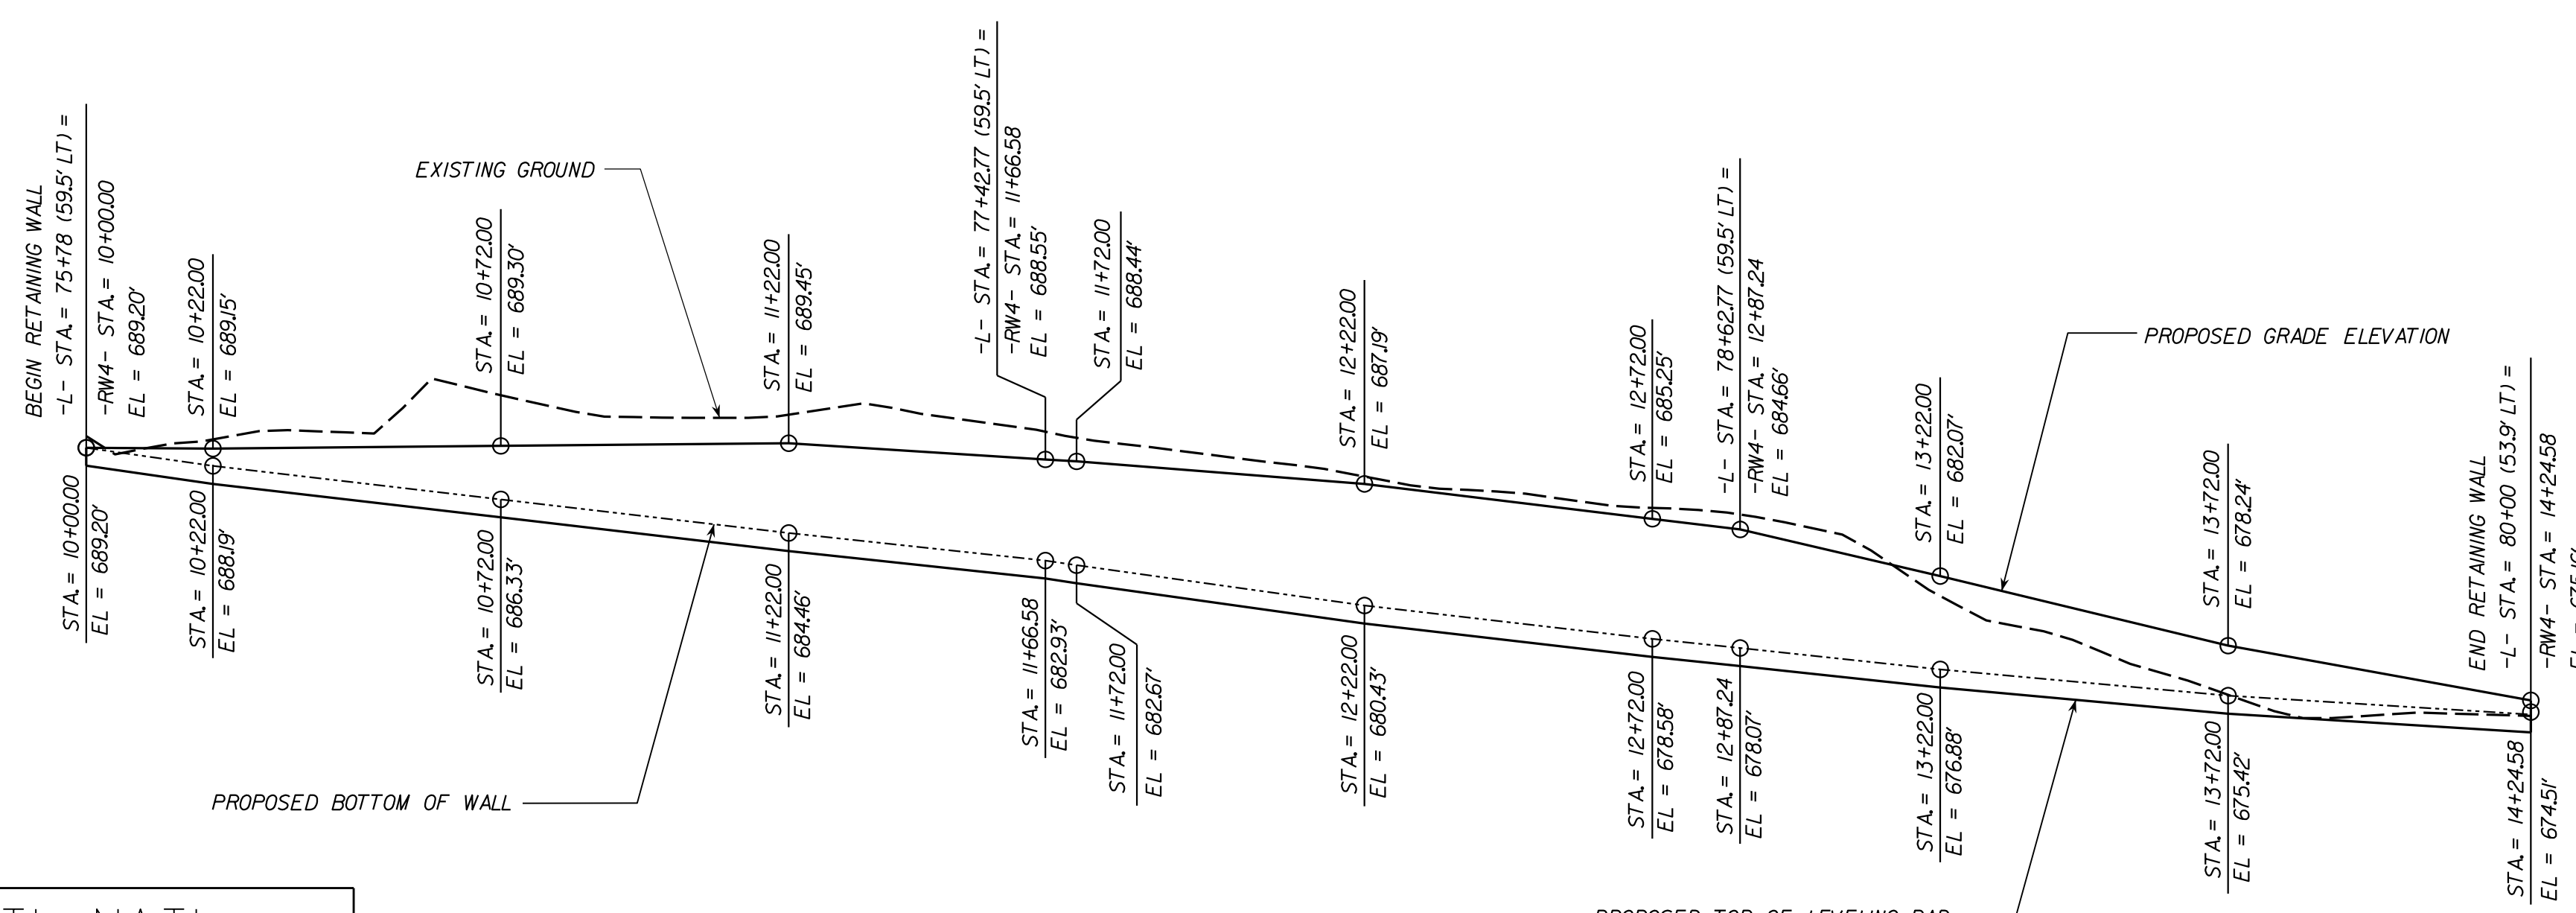 BEGIN RETAINING WALL
-L- STA.= 75+78 (59.5' LT) =
-RW4- STA.= 10+00.00
EL = 689.20'
STA.= 10+22.00
EL = 689.15'
EXISTING GROUND
STA.= 10+72.00
EL = 689.30'
STA.= 11+22.00
EL = 689.45'
-L- STA.= 77+42.77 (59.5' LT) =
-RW4- STA.= 11+66.58
EL = 688.55'
STA.= 11+72.00
EL = 688.44'
STA.= 12+22.00
EL = 687.19'
STA.= 12+72.00
EL = 685.25'
-L- STA.= 78+62.77 (59.5' LT) =
-RW4- STA.= 12+87.24
EL = 684.66'
STA.= 13+22.00
EL = 682.07'
PROPOSED GRADE ELEVATION
STA.= 13+72.00
EL = 678.24'
END RETAINING WALL
-L- STA.= 80+00 (53.9' LT) =
-RW4- STA.= 14+24.58
STA.= 10+00.00
EL = 689.20'
STA.= 10+22.00
EL = 688.19'
STA.= 10+72.00
EL = 686.33'
STA.= 11+22.00
EL = 684.46'
STA.= 11+66.58
EL = 682.93'
STA.= 11+72.00
EL = 682.67'
STA.= 12+22.00
EL = 680.43'
STA.= 12+72.00
EL = 678.58'
STA.= 12+87.24
EL = 678.07'
STA.= 13+22.00
EL = 676.88'
STA.= 13+72.00
EL = 675.42'
STA.= 14+24.58
EL = 674.51'
PROPOSED BOTTOM OF WALL
PROPOSED TOP OF LEVELING PAD